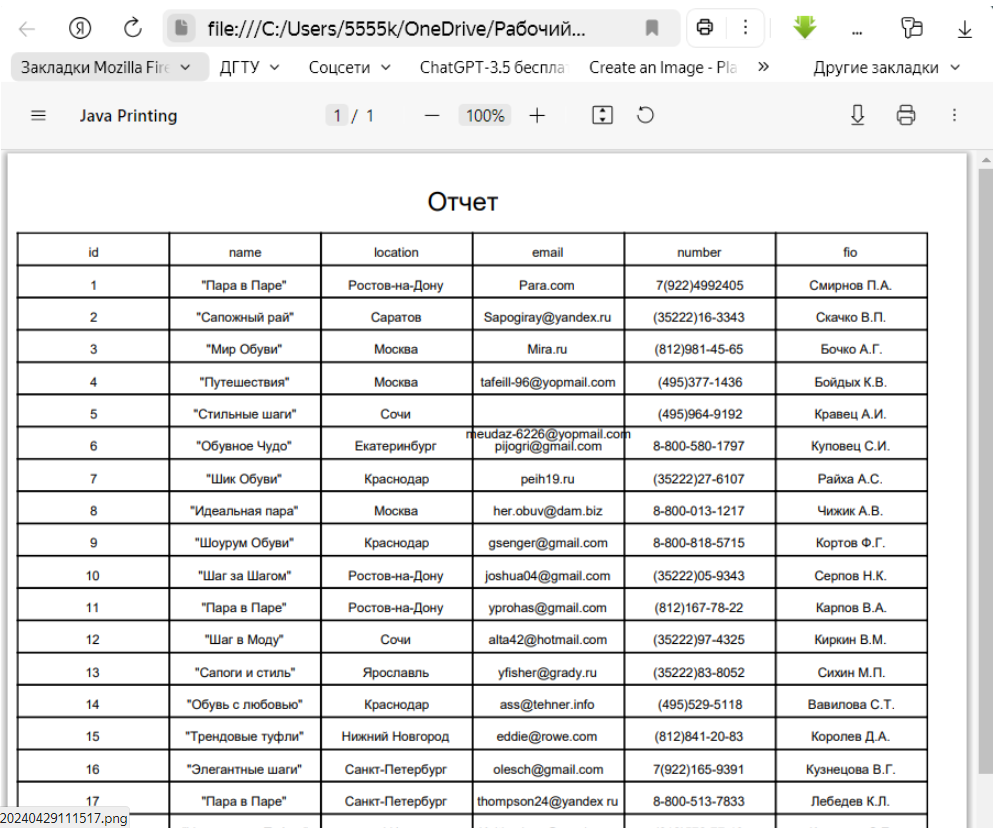 Я file:///C:/Users/5555k/OneDrive/Рабочий... ...
Закладки Mozilla Fire ДГТУ Соцсети ChatGPT-3.5 беспла Create an Image - Pla » Другие закладки
Java Printing 1 / 1 100%
Отчет
id name location email number fio
1 "Пара в Паре" Ростов-на-Дону Para.com 7(922)4992405 Смирнов П.А.
2 "Сапожный рай" Саратов Sapogiray@yandex.ru (35222)16-3343 Скачко В.П.
3 "Мир Обуви" Москва Mira.ru (812)981-45-65 Бочко А.Г.
4 "Путешествия" Москва tafeill-96@yopmail.com (495)377-1436 Бойдых К.В.
5 "Стильные шаги" Сочи (495)964-9192 Кравец А.И.
meudaz-6226@yopmail.com
6 "Обувное Чудо" Екатеринбург pijogri@gmail.com 8-800-580-1797 Куповец С.И.
7 "Шик Обуви" Краснодар peih19.ru (35222)27-6107 Райха А.С.
8 "Идеальная пара" Москва her.obuv@dam.biz 8-800-013-1217 Чижик А.В.
9 "Шоурум Обуви" Краснодар gsenger@gmail.com 8-800-818-5715 Кортов Ф.Г.
10 "Шаг за Шагом" Ростов-на-Дону joshua04@gmail.com (35222)05-9343 Серпов Н.К.
11 "Пара в Паре" Ростов-на-Дону yprohas@gmail.com (812)167-78-22 Карпов В.А.
12 "Шаг в Моду" Сочи alta42@hotmail.com (35222)97-4325 Киркин В.М.
13 "Сапоги и стиль" Ярославль yfisher@grady.ru (35222)83-8052 Сихин М.П.
14 "Обувь с любовью" Краснодар ass@tehner.info (495)529-5118 Вавилова С.Т.
15 "Трендовые туфли" Нижний Новгород eddie@rowe.com (812)841-20-83 Королев Д.А.
16 "Элегантные шаги" Санкт-Петербург olesch@gmail.com 7(922)165-9391 Кузнецова В.Г.
17 "Пара в Паре" Санкт-Петербург thompson24@yandex ru 8-800-513-7833 Лебедев К.Л.
20240429111517.png